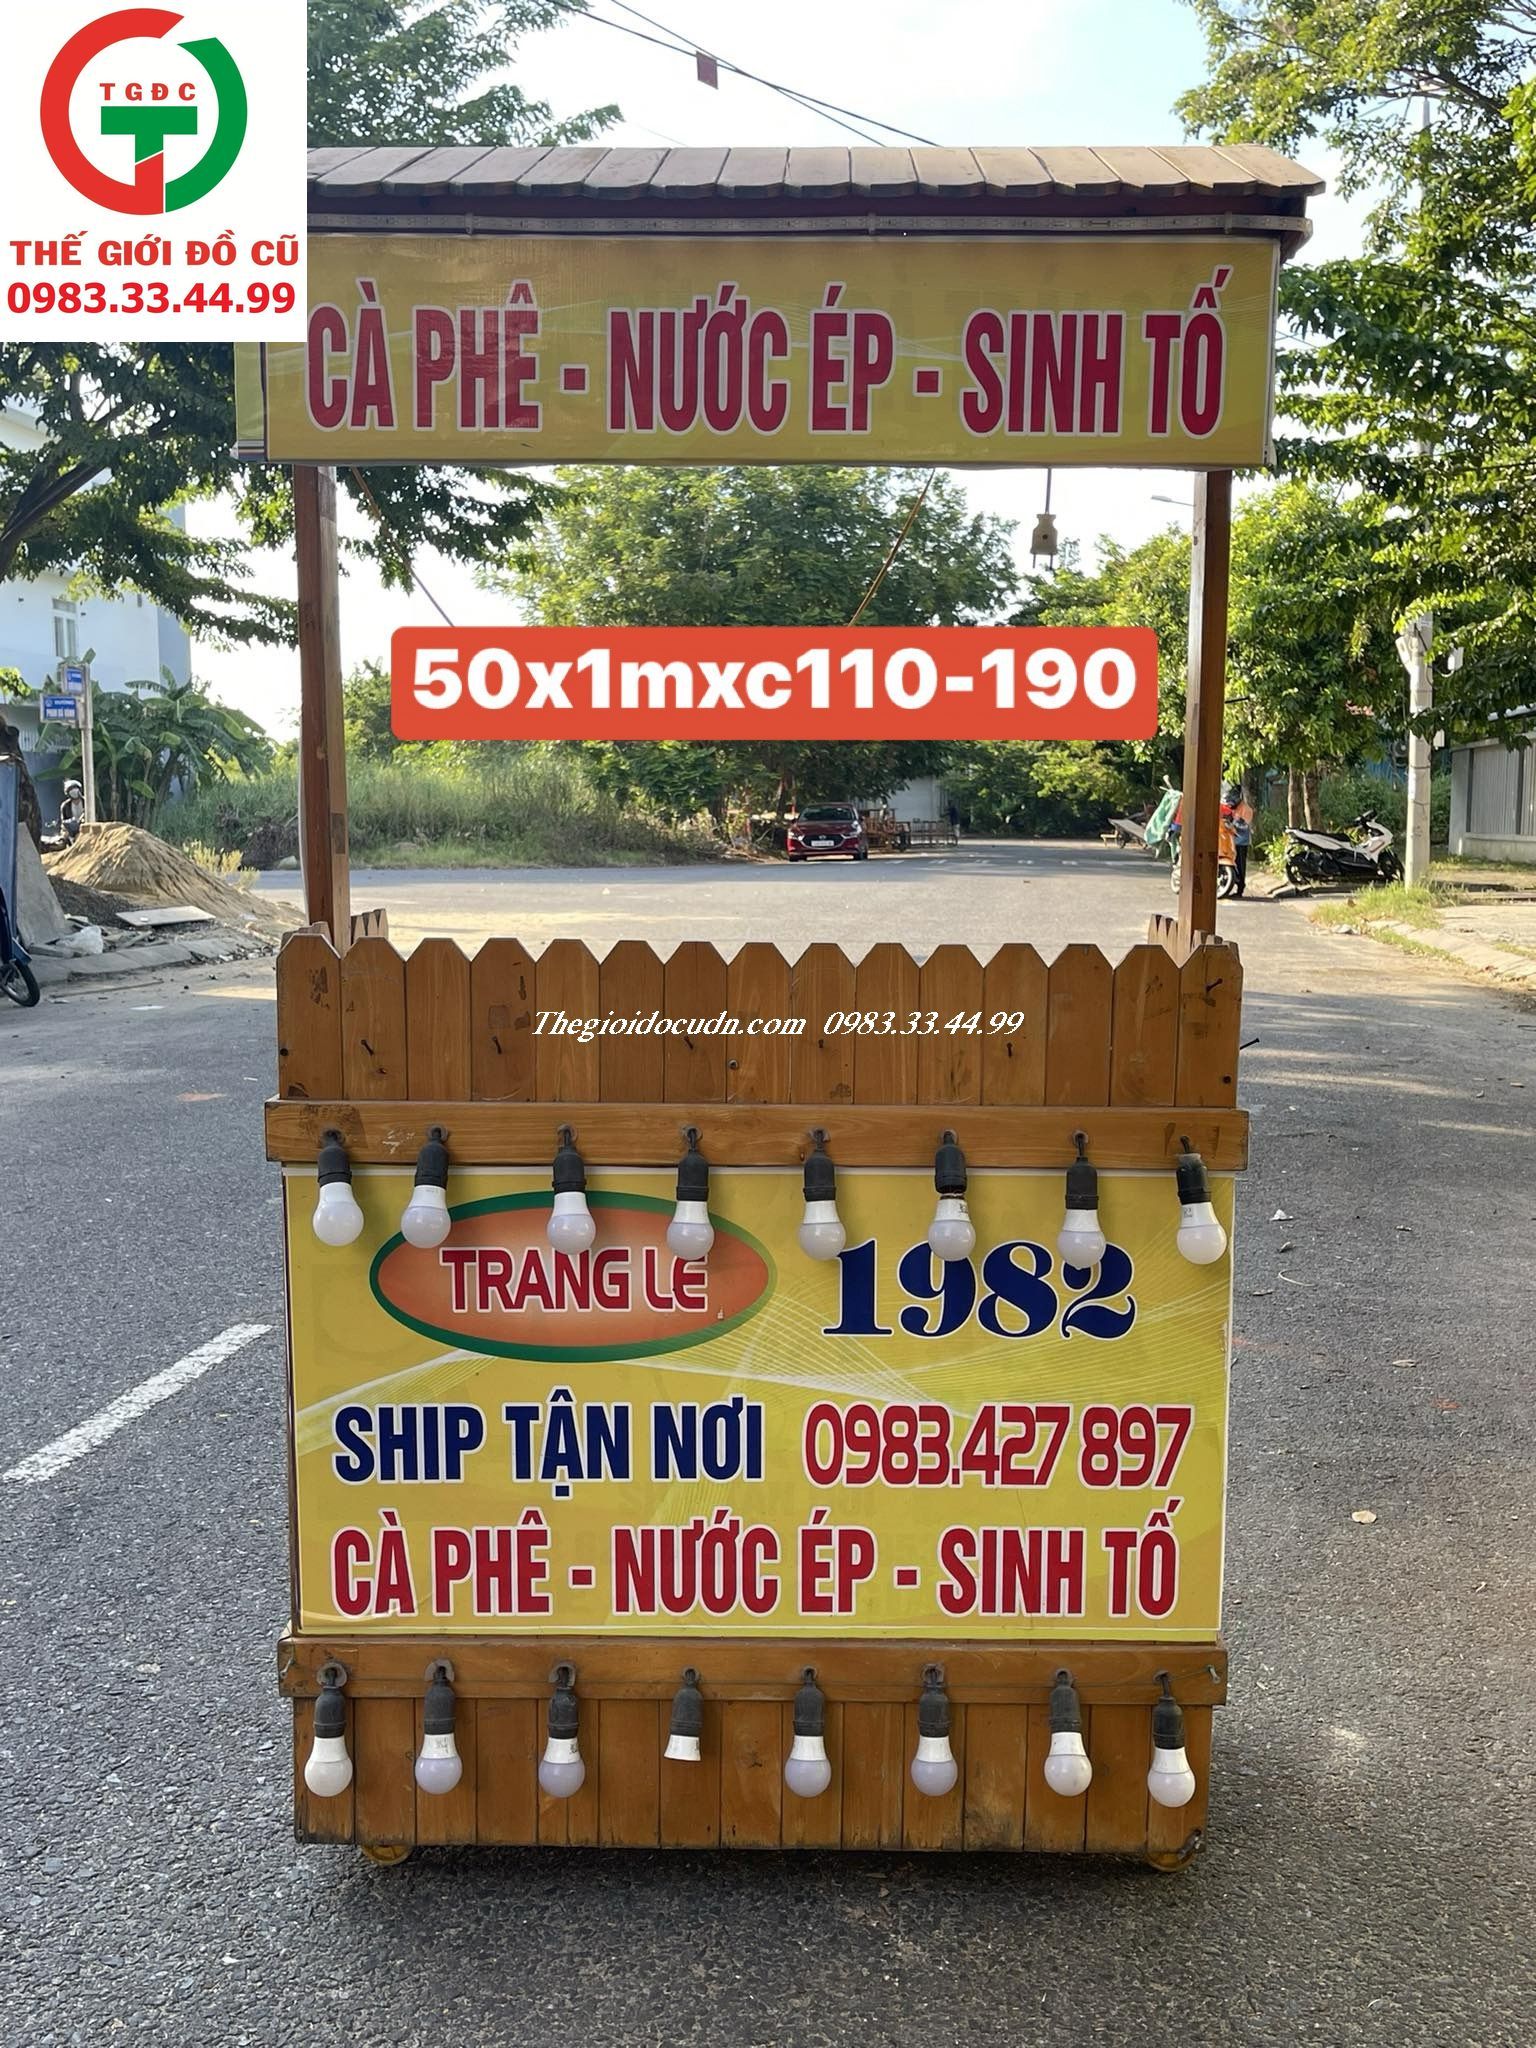 TGĐC
THẾ GIỚI ĐỒ CŨ
0983.33.44.99
CÀ PHÊ - NƯỚC ÉP - SINH TỐ
50x1mxc110-190
Thegioidocudn.com 0983.33.44.99
TRANG LE 1982
SHIP TẬN NƠI 0983.427 897
CÀ PHÊ - NƯỚC ÉP - SINH TỐ